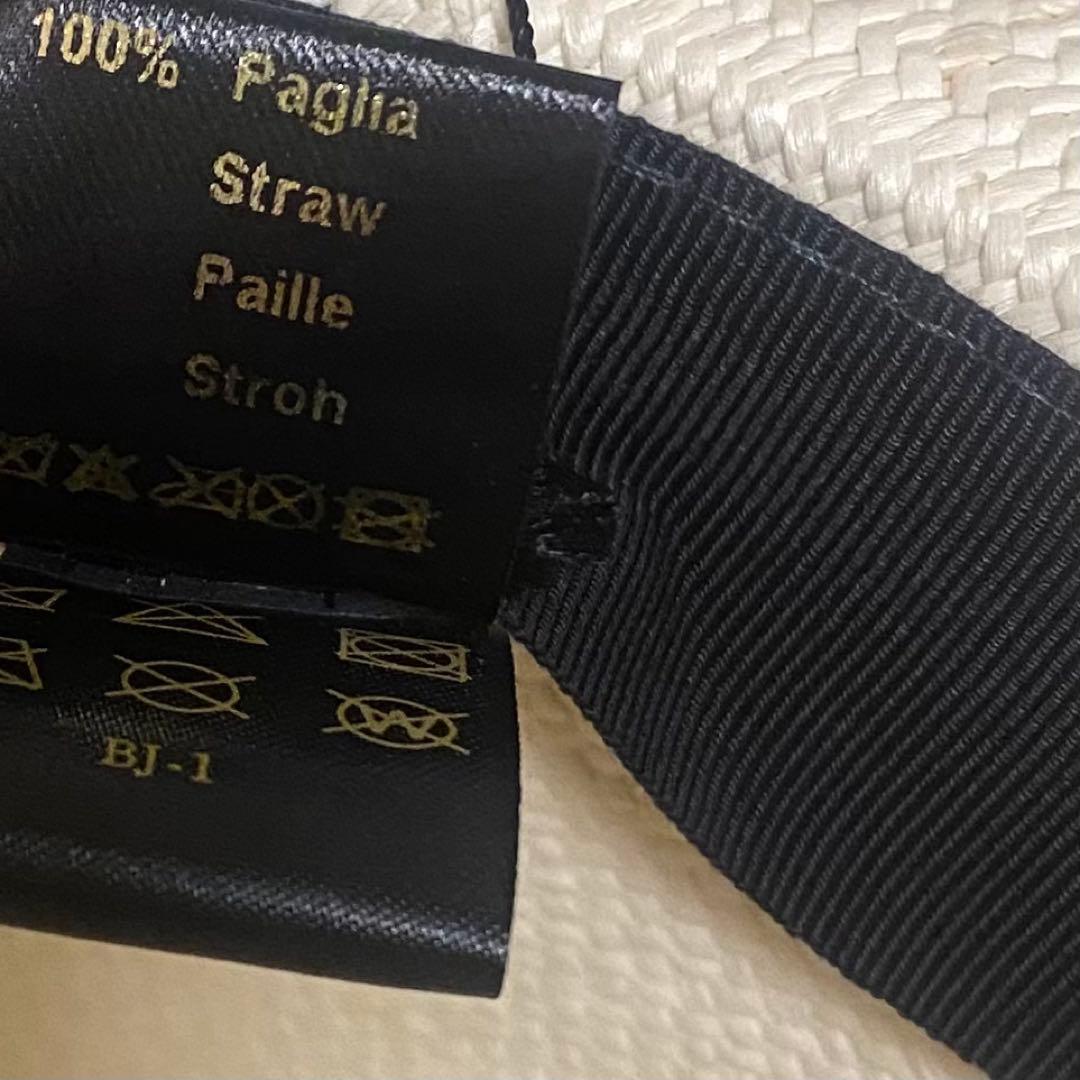 100% Paglia
Straw
Paille
Stroh
W
BJ-1